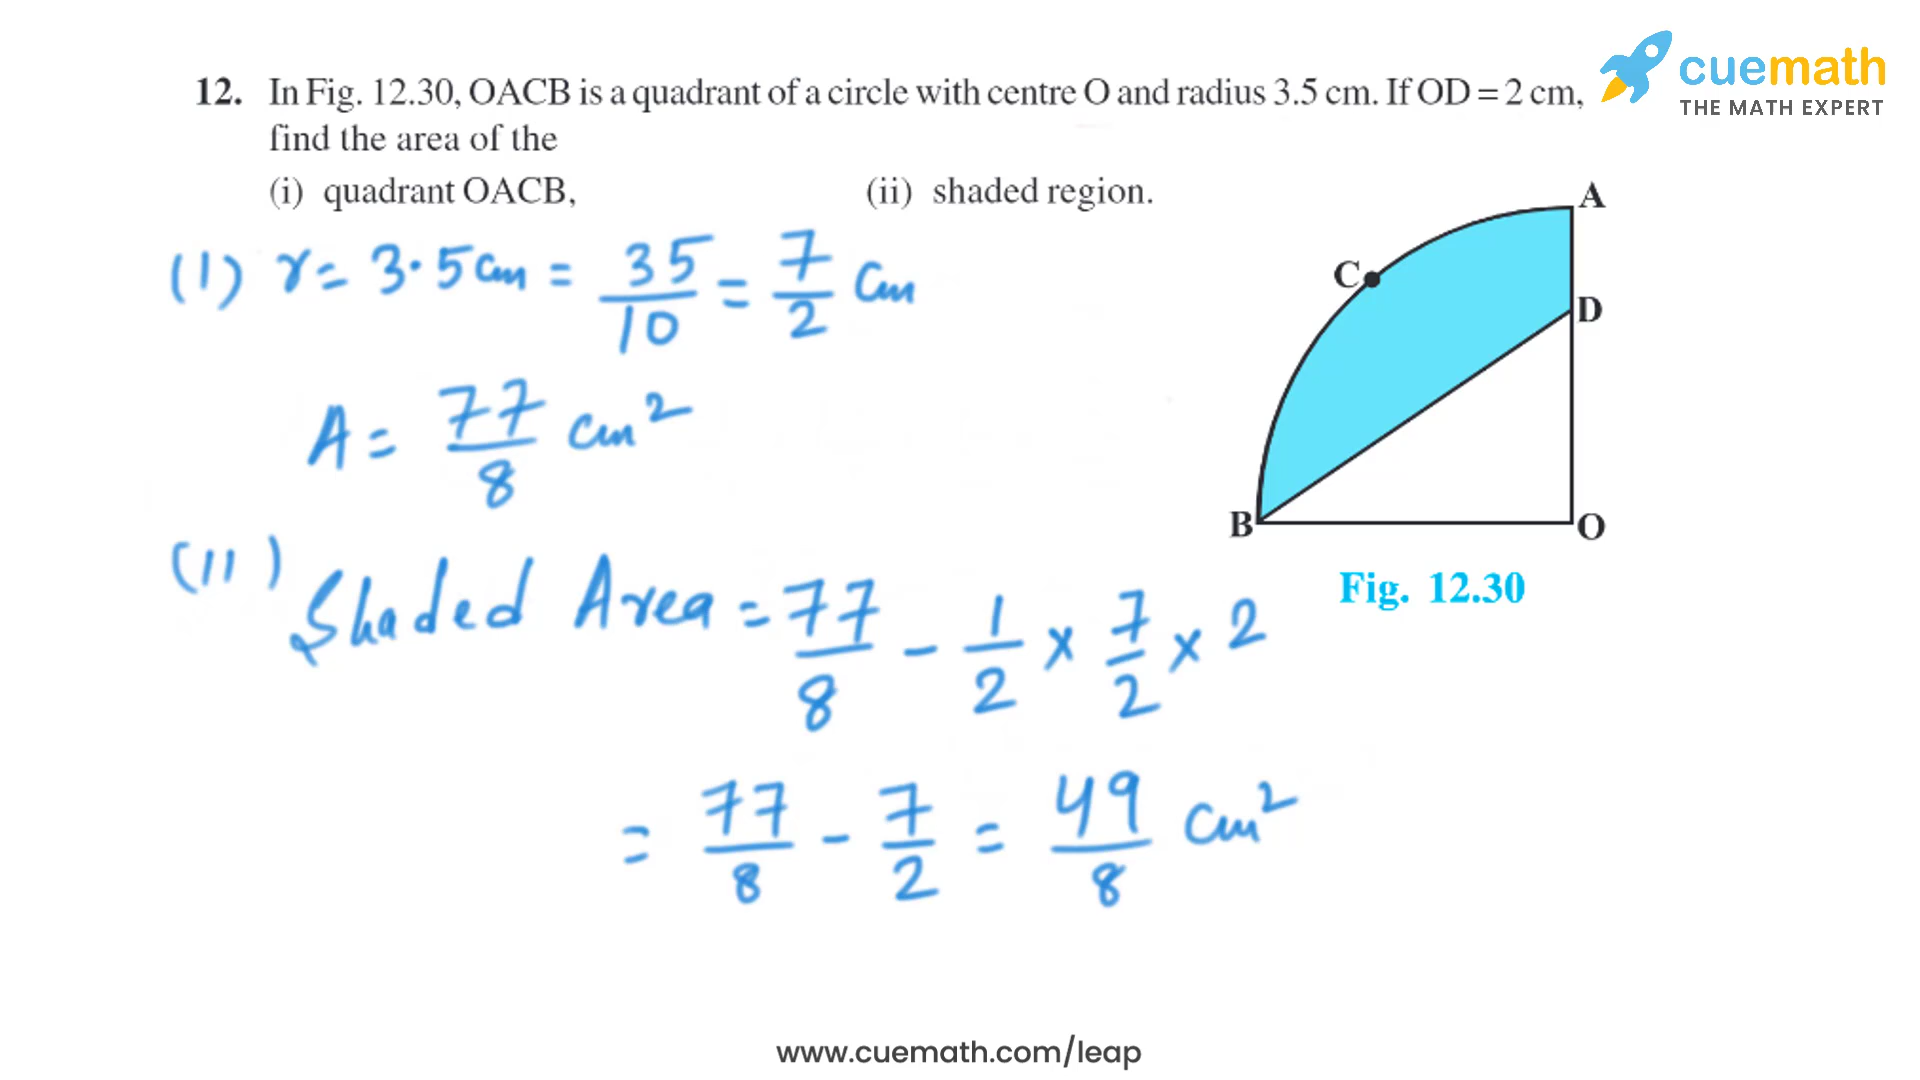 cuemath
THE MATH EXPERT
12. In Fig. 12.30, OACB is a quadrant of a circle with centre O and radius 3.5 cm. If OD = 2 cm,
find the area of the
(i) quadrant OACB, (ii) shaded region.
A
C
D
B
O
Fig. 12.30
(1) r = 3.5 cm = 35/10 = 7/2 cm
A = 77/8 cm²
(11) Shaded Area = 77/8 - 1/2 × 7/2 × 2
= 77/8 - 7/2 = 49/8 cm²
www.cuemath.com/leap